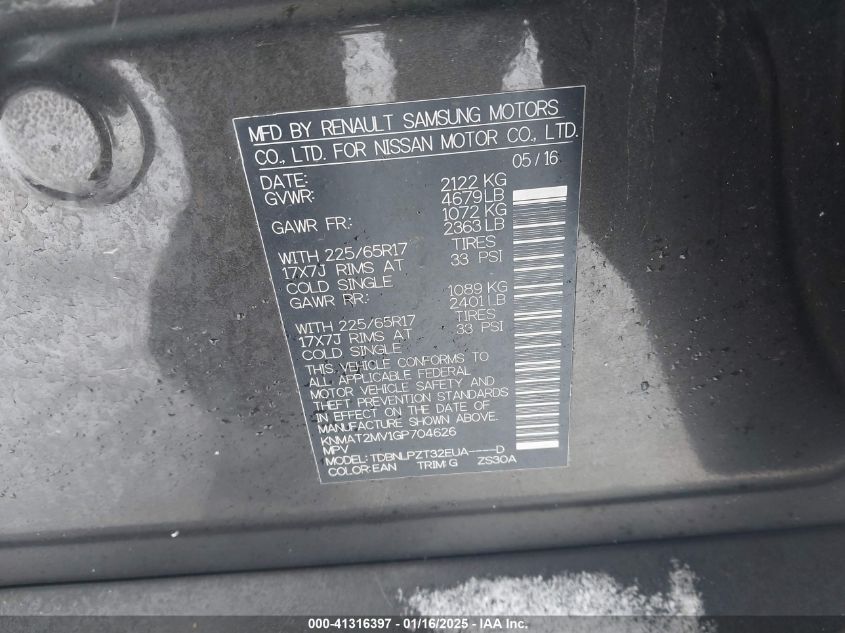 MFD BY RENAULT SAMSUNG MOTORS
CO., LTD. FOR NISSAN MOTOR CO., LTD.
DATE: 05/16
GVWR: 2122 KG
4679 LB
GAWR FR.: 1072 KG
2363 LB
WITH 225/65R17 TIRES
17X7J RIMS AT 33 PSI
COLD SINGLE
GAWR RR.: 1089 KG
2401 LB
WITH 225/65R17 TIRES
17X7J RIMS AT 33 PSI
COLD SINGLE
THIS VEHICLE CONFORMS TO
ALL APPLICABLE FEDERAL
MOTOR VEHICLE SAFETY AND
THEFT PREVENTION STANDARDS
IN EFFECT ON THE DATE OF
MANUFACTURE SHOWN ABOVE.
KNMAT2MV1GP704626
MPV
MODEL: TDBNLPZT32EUA----D
COLOR: EAN TRIM: G ZS30A
000-41316397 - 01/16/2025 - IAA Inc.